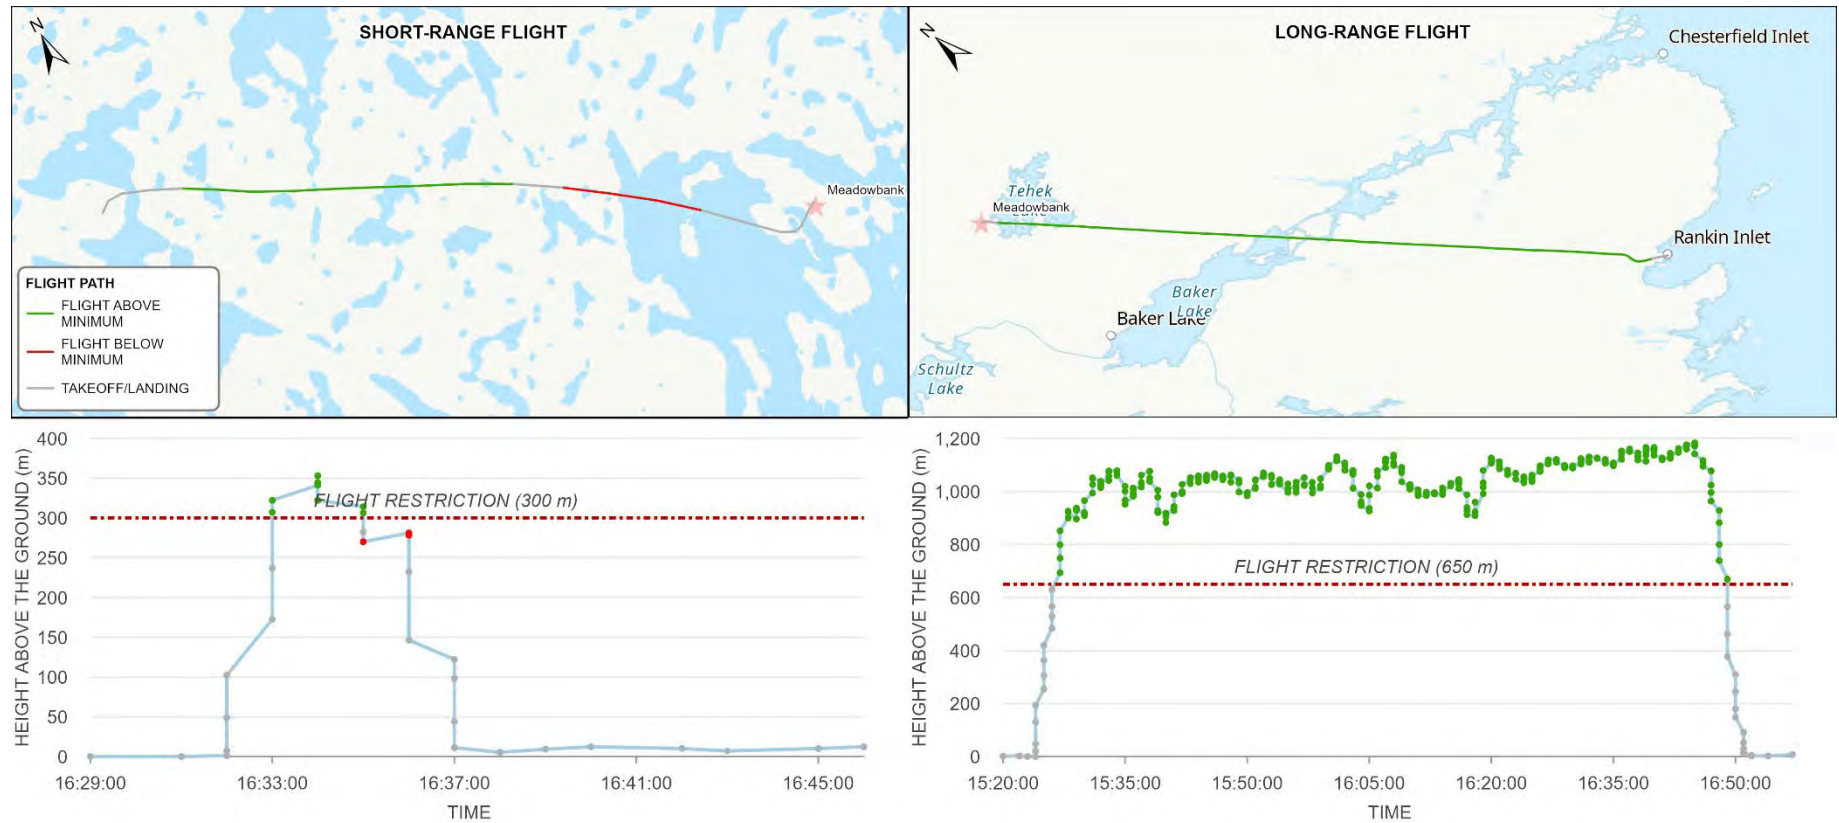 N
SHORT-RANGE FLIGHT
Meadowbank
FLIGHT PATH
FLIGHT ABOVE
MINIMUM
FLIGHT BELOW
MINIMUM
TAKEOFF/LANDING
N
LONG-RANGE FLIGHT
Chesterfield Inlet
Tehek
Lake
Meadowbank
Rankin Inlet
Baker
Lake
Baker Lake
Schultz
Lake
HEIGHT ABOVE THE GROUND (m)
400
350
300
250
200
150
100
50
0
FLIGHT RESTRICTION (300 m)
16:29:00 16:33:00 16:37:00 16:41:00 16:45:00
TIME
HEIGHT ABOVE THE GROUND (m)
1,200
1,000
800
600
400
200
0
FLIGHT RESTRICTION (650 m)
15:20:00 15:35:00 15:50:00 16:05:00 16:20:00 16:35:00 16:50:00
TIME